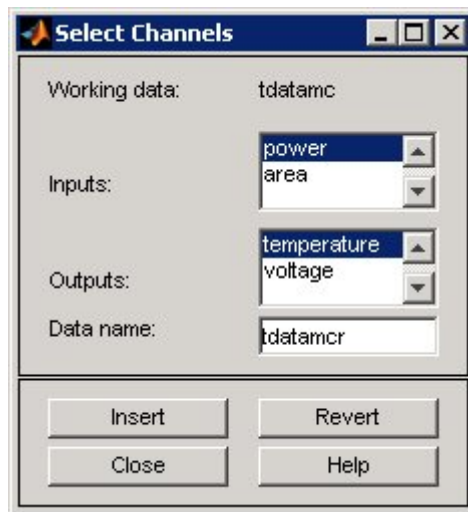 Select Channels
Working data: tdatamc
Inputs:
power
area
Outputs:
temperature
voltage
Data name: tdatamcr
Insert Revert
Close Help